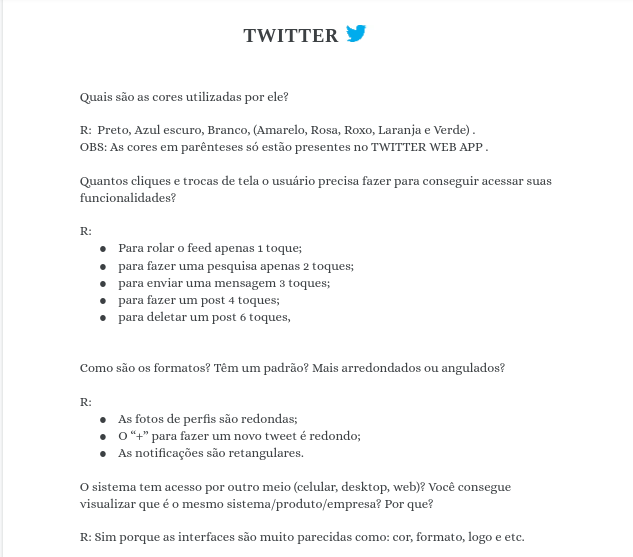 TWITTER
Quais são as cores utilizadas por ele?
R:  Preto, Azul escuro, Branco, (Amarelo, Rosa, Roxo, Laranja e Verde) .
OBS: As cores em parênteses só estão presentes no TWITTER WEB APP .
Quantos cliques e trocas de tela o usuário precisa fazer para conseguir acessar suas
funcionalidades?
R:
● Para rolar o feed apenas 1 toque;
● para fazer uma pesquisa apenas 2 toques;
● para enviar uma mensagem 3 toques;
● para fazer um post 4 toques;
● para deletar um post 6 toques,
Como são os formatos? Têm um padrão? Mais arredondados ou angulados?
R:
● As fotos de perfis são redondas;
● O “+” para fazer um novo tweet é redondo;
● As notificações são retangulares.
O sistema tem acesso por outro meio (celular, desktop, web)? Você consegue
visualizar que é o mesmo sistema/produto/empresa? Por que?
R: Sim porque as interfaces são muito parecidas como: cor, formato, logo e etc.